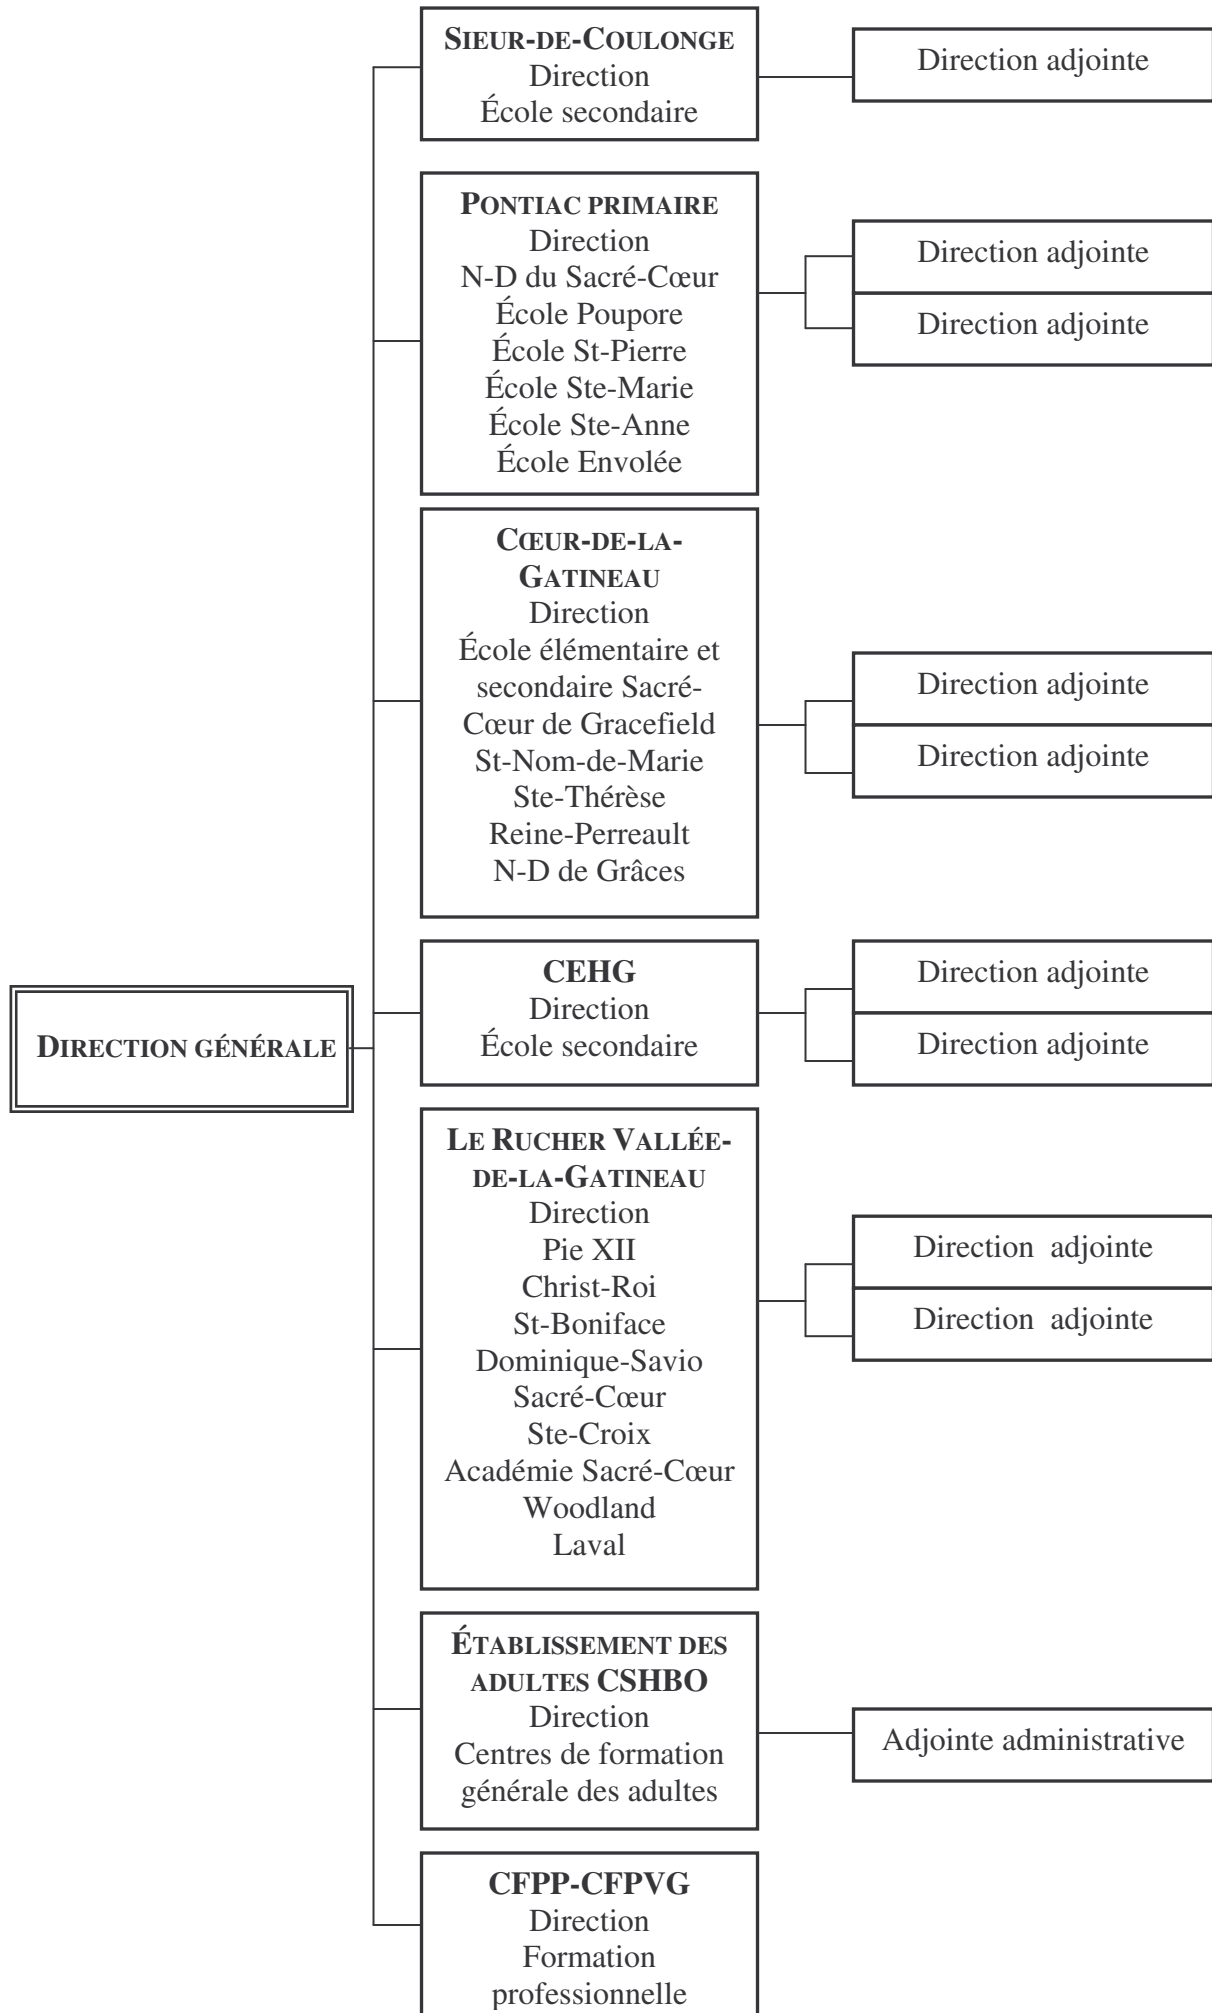 SIEUR-DE-COULONGE
Direction
École secondaire
Direction adjointe
PONTIAC PRIMAIRE
Direction
N-D du Sacré-Cœur
École Poupore
École St-Pierre
École Ste-Marie
École Ste-Anne
École Envolée
Direction adjointe
Direction adjointe
CŒUR-DE-LA-
GATINEAU
Direction
École élémentaire et
secondaire Sacré-
Cœur de Gracefield
St-Nom-de-Marie
Ste-Thérèse
Reine-Perreault
N-D de Grâces
Direction adjointe
Direction adjointe
DIRECTION GÉNÉRALE
CEHG
Direction
École secondaire
Direction adjointe
Direction adjointe
LE RUCHER VALLÉE-
DE-LA-GATINEAU
Direction
Pie XII
Christ-Roi
St-Boniface
Dominique-Savio
Sacré-Cœur
Ste-Croix
Académie Sacré-Cœur
Woodland
Laval
Direction adjointe
Direction adjointe
ÉTABLISSEMENT DES
ADULTES CSHBO
Direction
Centres de formation
générale des adultes
Adjointe administrative
CFPP-CFPVG
Direction
Formation
professionnelle